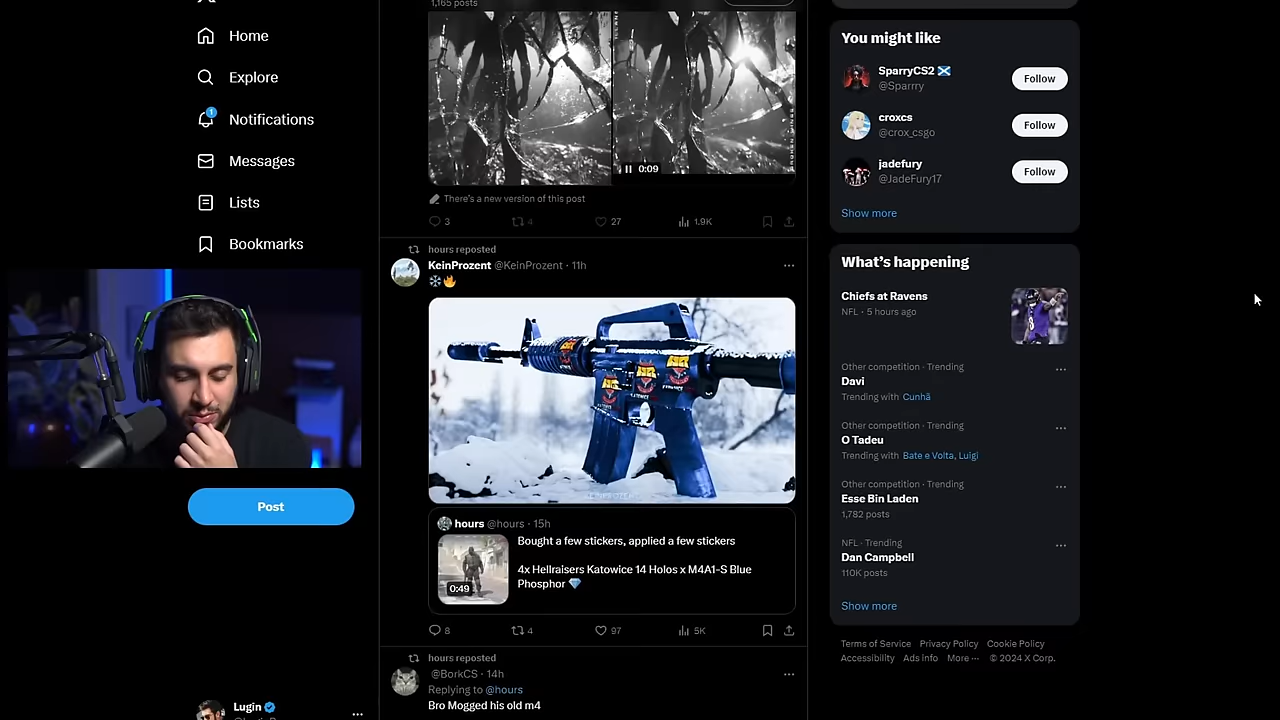 1,165 posts
Home
Explore
1
Notifications
Messages
Lists
Bookmarks
Post
Lugin
0:09
There's a new version of this post
3
4
27
1.9K
hours reposted
KeinProzent @KeinProzent · 11h
❄️🔥
KEINPROZENT
hours @hours · 15h
Bought a few stickers, applied a few stickers
4x Hellraisers Katowice 14 Holos x M4A1-S Blue
Phosphor 💎
0:49
8
4
97
5K
hours reposted
@BorkCS · 14h
Replying to @hours
Bro Mogged his old m4
You might like
SparryCS2 🏴󠁧󠁢󠁳󠁣󠁴󠁿
@Sparrry
Follow
croxcs
@crox_csgo
Follow
jadefury
@JadeFury17
Follow
Show more
What's happening
Chiefs at Ravens
NFL · 5 hours ago
Other competition · Trending
Davi
Trending with Cunhã
Other competition · Trending
O Tadeu
Trending with Bate e Volta, Luigi
Other competition · Trending
Esse Bin Laden
1,782 posts
NFL · Trending
Dan Campbell
110K posts
Show more
Terms of Service Privacy Policy Cookie Policy
Accessibility Ads info More ··· © 2024 X Corp.